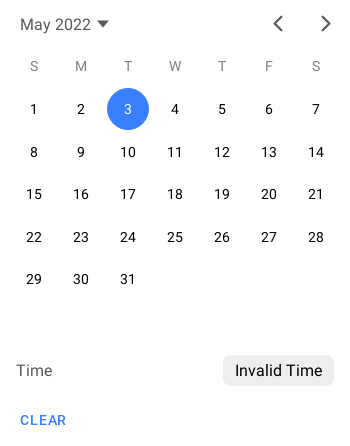 May 2022
S M T W T F S
1 2 3 4 5 6 7
8 9 10 11 12 13 14
15 16 17 18 19 20 21
22 23 24 25 26 27 28
29 30 31
Time Invalid Time
CLEAR